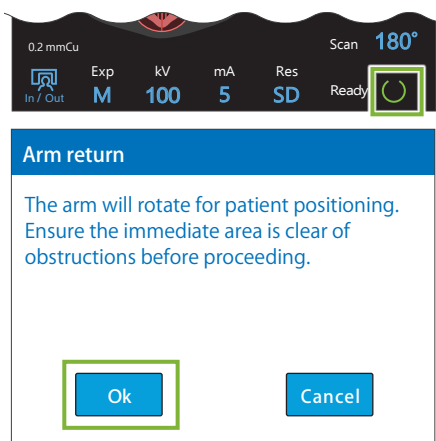 0.2 mmCu Scan 180°
Exp kV mA Res
In / Out M 100 5 SD Ready
Arm return
The arm will rotate for patient positioning.
Ensure the immediate area is clear of
obstructions before proceeding.
Ok Cancel